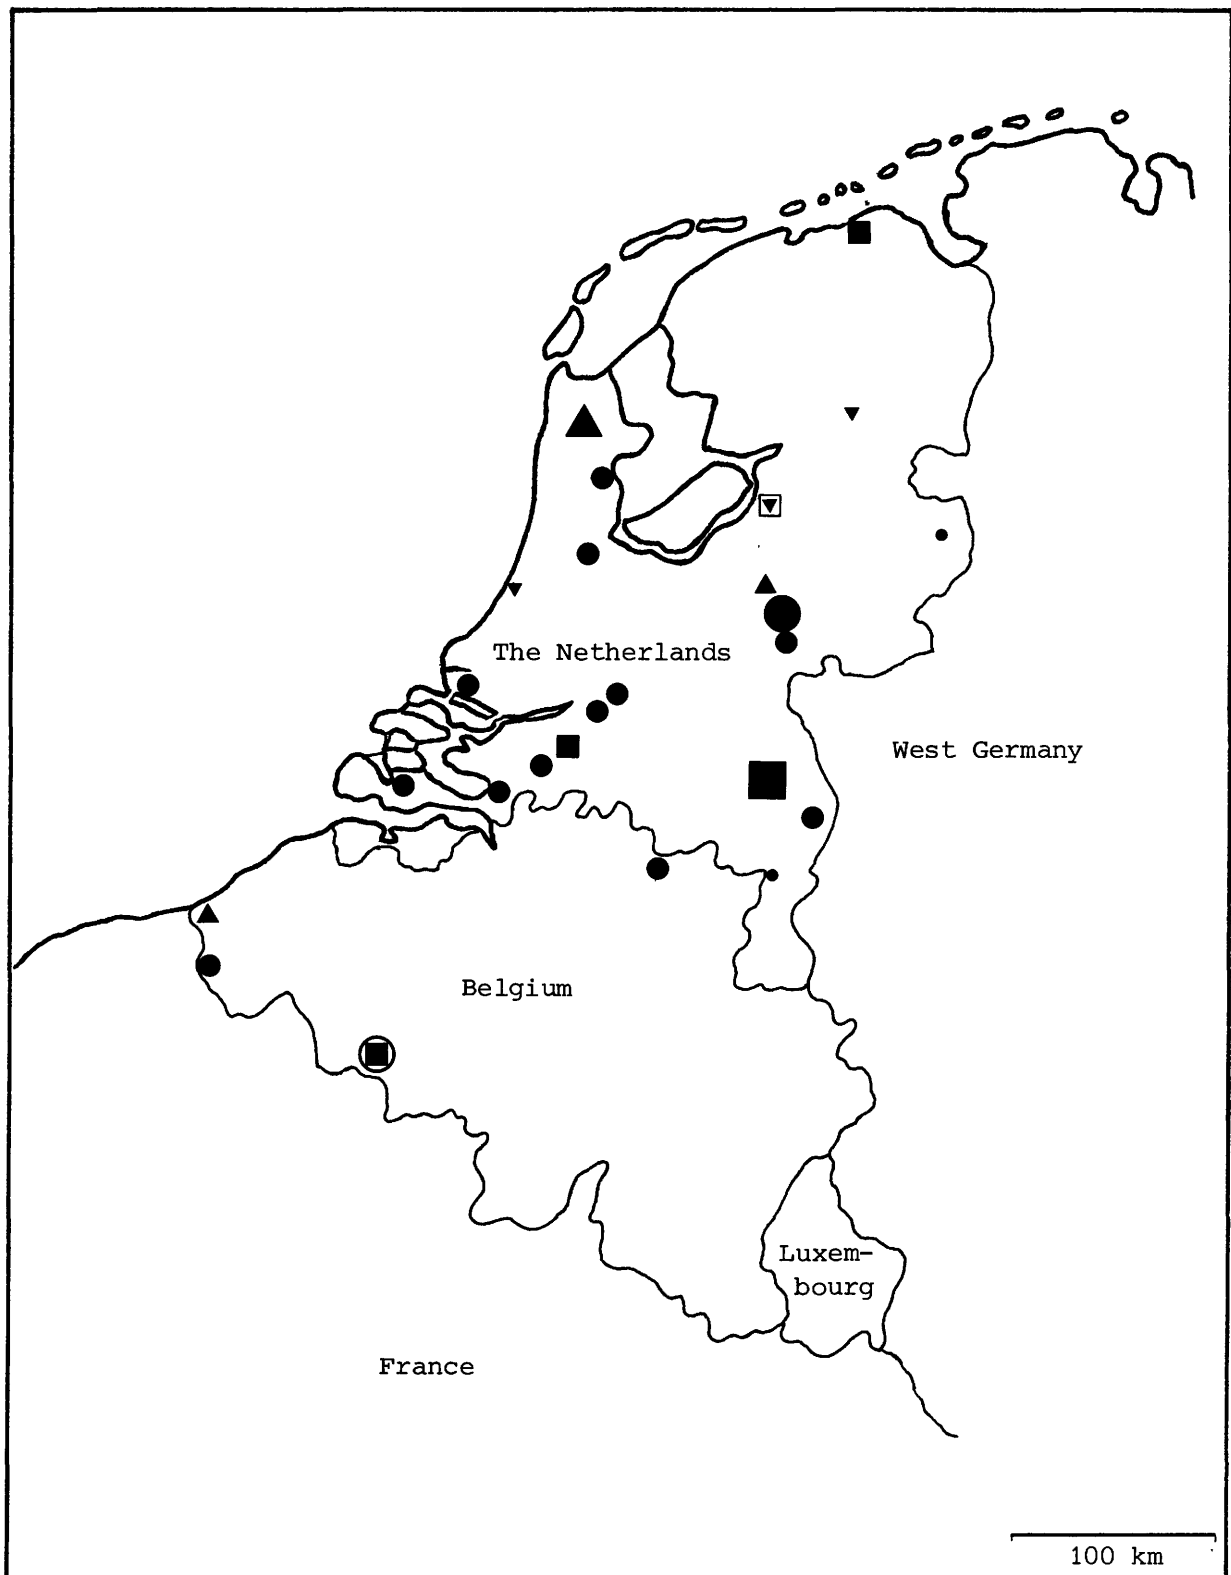 The Netherlands
West Germany
Belgium
Luxem-
bourg
France
100 km